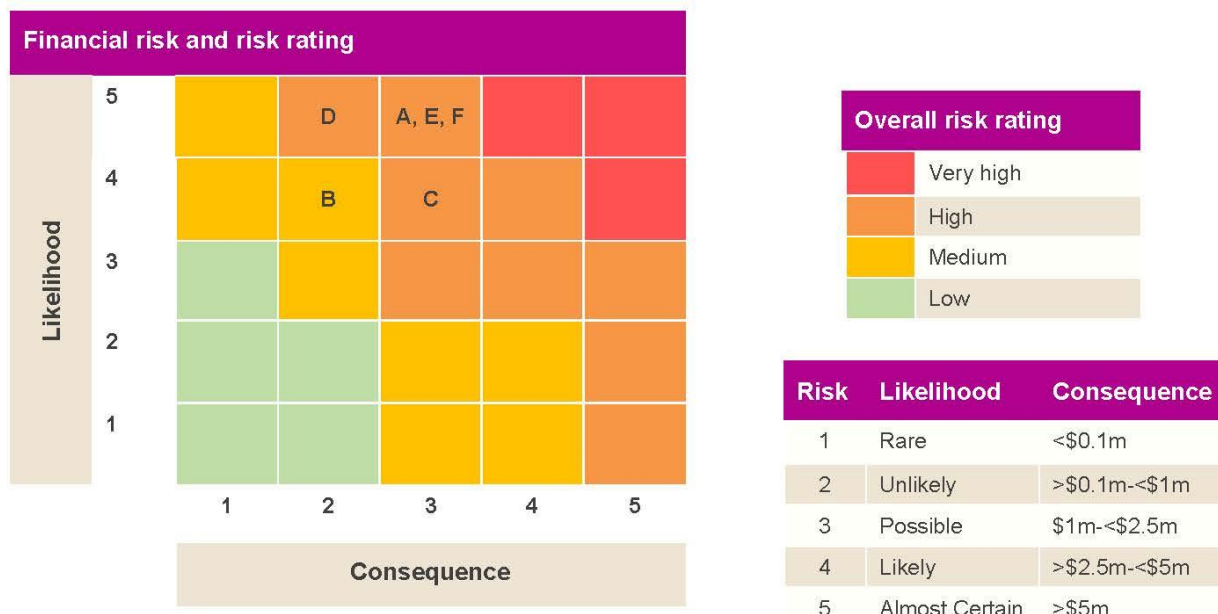 Financial risk and risk rating
Likelihood
5
D
A, E, F
4
B
C
3
2
1
1 2 3 4 5
Consequence
Overall risk rating
Very high
High
Medium
Low
Risk Likelihood Consequence
1 Rare <$0.1m
2 Unlikely >$0.1m-<$1m
3 Possible $1m-<$2.5m
4 Likely >$2.5m-<$5m
5 Almost Certain >$5m